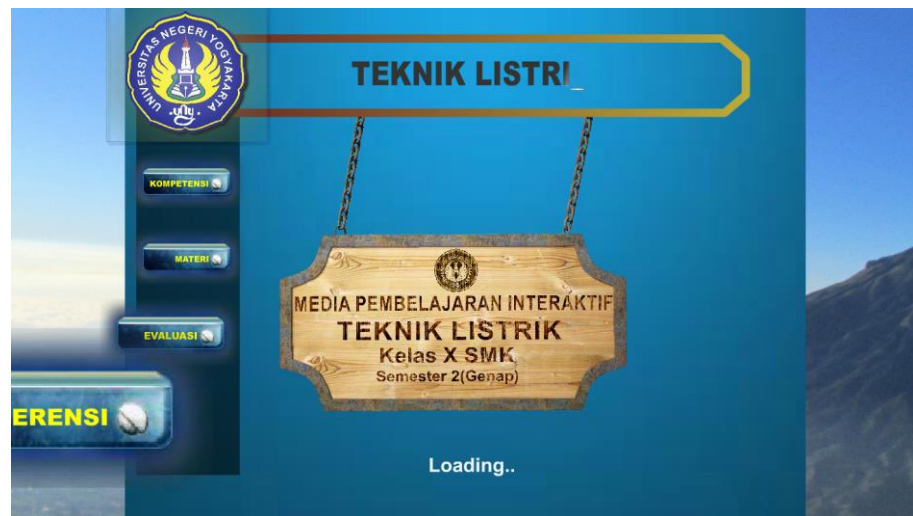 UNIVERSITAS NEGERI YOGYAKARTA
TEKNIK LISTRI_
KOMPETENSI
MATERI
EVALUASI
ERENSI
MEDIA PEMBELAJARAN INTERAKTIF
TEKNIK LISTRIK
Kelas X SMK
Semester 2(Genap)
Loading..